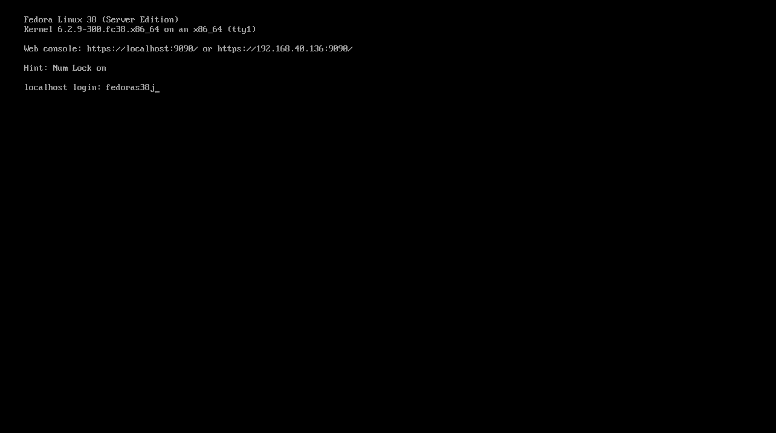 Fedora Linux 38 (Server Edition)
Kernel 6.2.9-300.fc38.x86_64 on an x86_64 (tty1)
Web console: https://localhost:9090/ or https://192.168.40.136:9090/
Hint: Num Lock on
localhost login: fedoras38j_